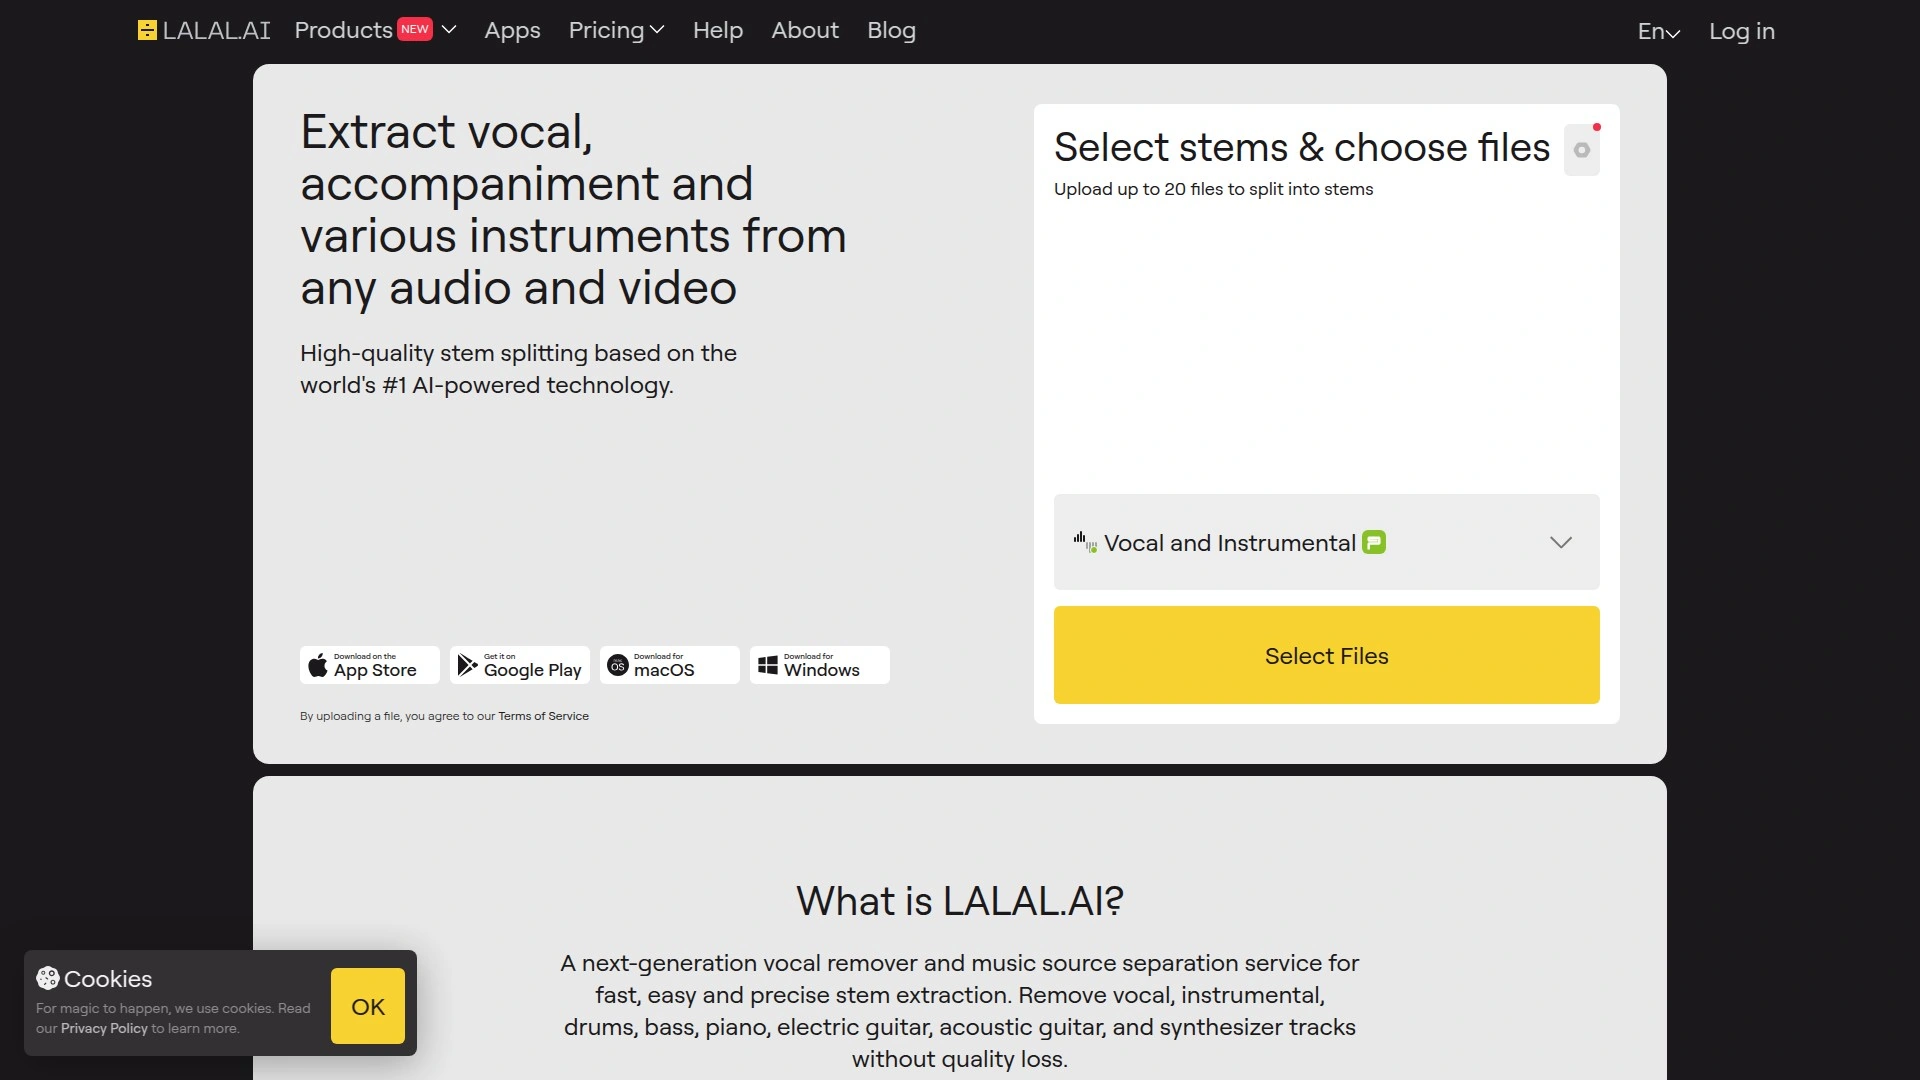 LALAL.AI Products NEW Apps Pricing Help About Blog En Log in
Extract vocal,
accompaniment and
various instruments from
any audio and video
High-quality stem splitting based on the
world's #1 AI-powered technology.
Download on the
App Store
Get it on
Google Play
Download for
macOS
Download for
Windows
By uploading a file, you agree to our Terms of Service
Select stems & choose files
Upload up to 20 files to split into stems
Vocal and Instrumental
Select Files
What is LALAL.AI?
A next-generation vocal remover and music source separation service for
fast, easy and precise stem extraction. Remove vocal, instrumental,
drums, bass, piano, electric guitar, acoustic guitar, and synthesizer tracks
without quality loss.
Cookies
For magic to happen, we use cookies. Read
our Privacy Policy to learn more.
OK